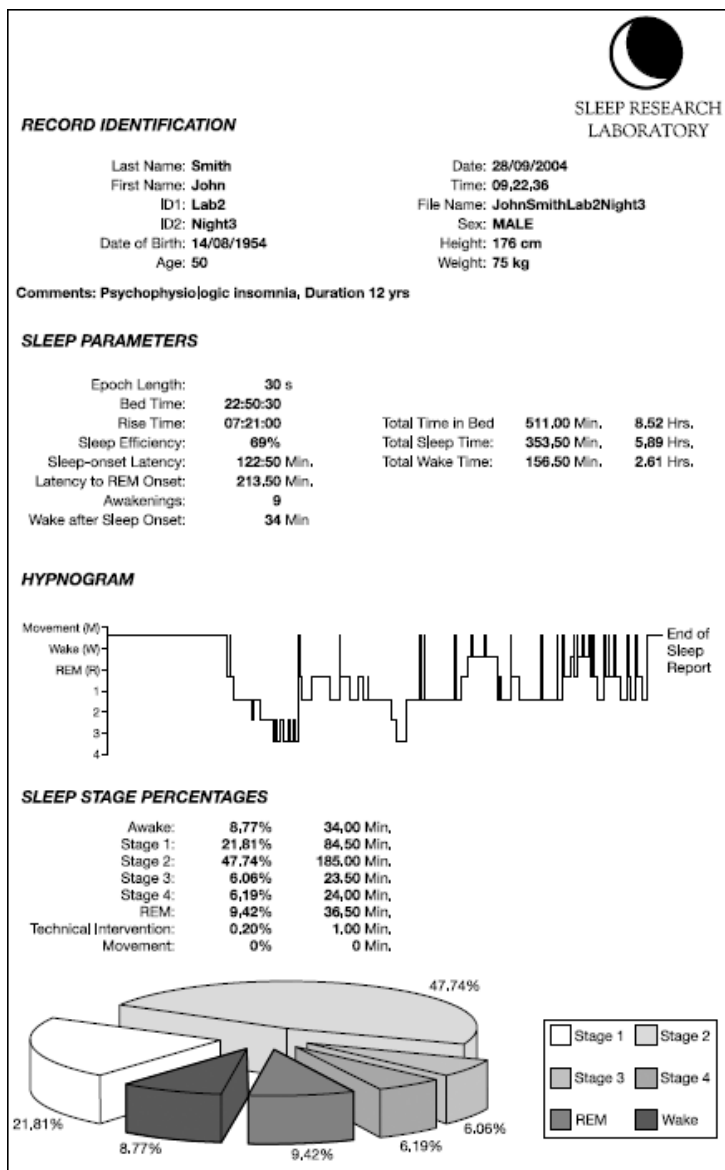 SLEEP RESEARCH
LABORATORY
RECORD IDENTIFICATION
Last Name: Smith
First Name: John
ID1: Lab2
ID2: Night3
Date of Birth: 14/08/1954
Age: 50
Date: 28/09/2004
Time: 09,22,36
File Name: JohnSmithLab2Night3
Sex: MALE
Height: 176 cm
Weight: 75 kg
Comments: Psychophysiologic insomnia, Duration 12 yrs
SLEEP PARAMETERS
Epoch Length: 30 s
Bed Time: 22:50:30
Rise Time: 07:21:00
Sleep Efficiency: 69%
Sleep-onset Latency: 122:50 Min.
Latency to REM Onset: 213.50 Min.
Awakenings: 9
Wake after Sleep Onset: 34 Min
Total Time in Bed 511.00 Min. 8.52 Hrs.
Total Sleep Time: 353,50 Min. 5,89 Hrs.
Total Wake Time: 156.50 Min. 2.61 Hrs.
HYPNOGRAM
Movement (M)
Wake (W)
REM (R)
1
2
3
4
End of
Sleep
Report
SLEEP STAGE PERCENTAGES
Awake: 8,77% 34,00 Min.
Stage 1: 21,81% 84,50 Min.
Stage 2: 47.74% 185.00 Min.
Stage 3: 6.06% 23.50 Min.
Stage 4: 6,19% 24,00 Min.
REM: 9,42% 36,50 Min.
Technical Intervention: 0,20% 1,00 Min.
Movement: 0% 0 Min.
47.74%
21,81%
8.77%
9.42%
6,19%
6.06%
Stage 1 Stage 2
Stage 3 Stage 4
REM Wake